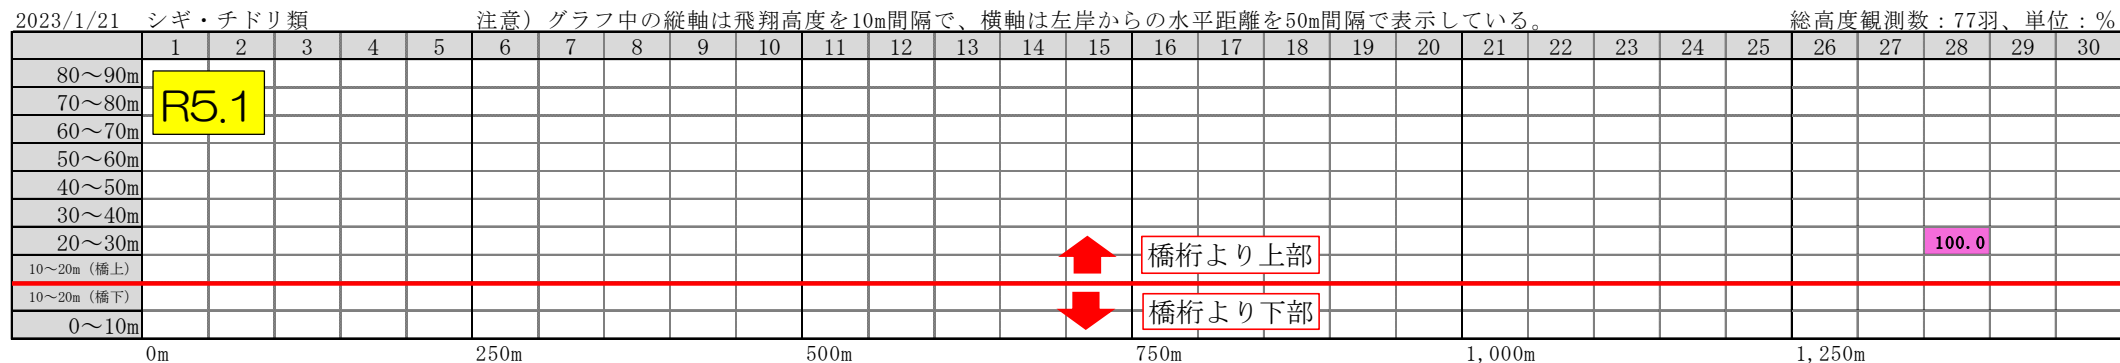 2023/1/21 シギ・チドリ類 注意）グラフ中の縦軸は飛翔高度を10m間隔で、横軸は左岸からの水平距離を50m間隔で表示している。 総高度観測数：77羽、単位：％
1 2 3 4 5 6 7 8 9 10 11 12 13 14 15 16 17 18 19 20 21 22 23 24 25 26 27 28 29 30
80～90m
R5.1
70～80m
60～70m
50～60m
40～50m
30～40m
20～30m 100.0
橋桁より上部
10～20m（橋上）
10～20m（橋下）
橋桁より下部
0～10m
0m 250m 500m 750m 1,000m 1,250m